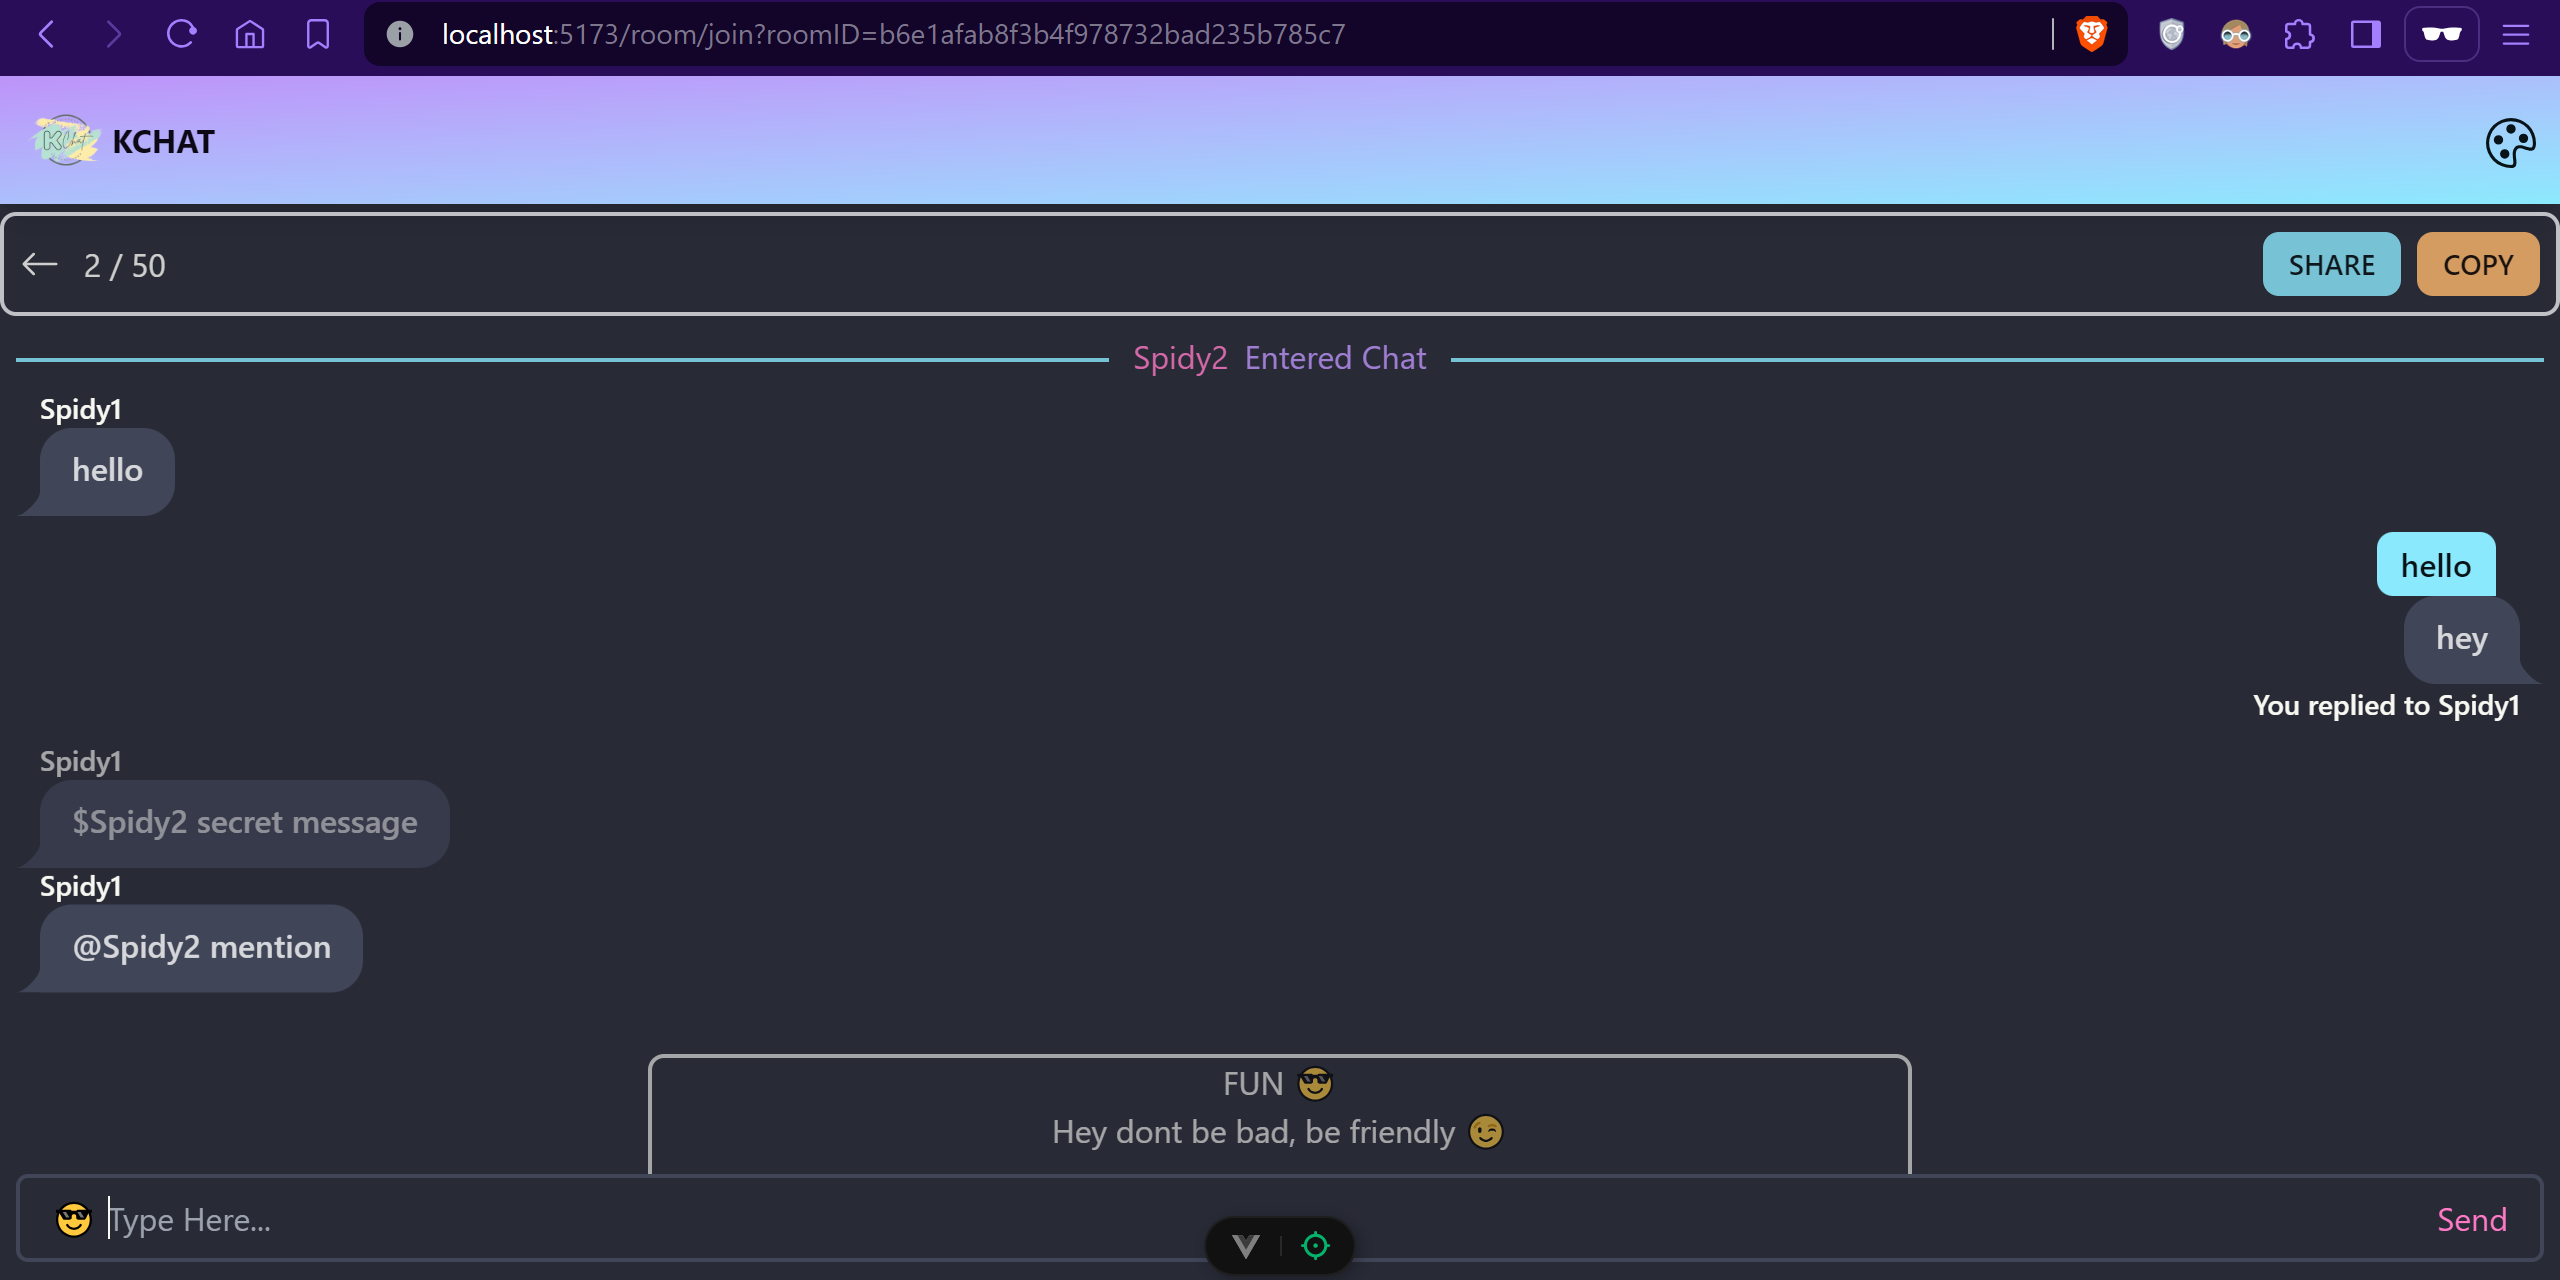 localhost:5173/room/join?roomID=b6e1afab8f3b4f978732bad235b785c7
KChat KCHAT
2 / 50 SHARE COPY
Spidy2 Entered Chat
Spidy1
hello
hello
hey
You replied to Spidy1
Spidy1
$Spidy2 secret message
Spidy1
@Spidy2 mention
FUN 😎
Hey dont be bad, be friendly 😉
😎 Type Here... Send